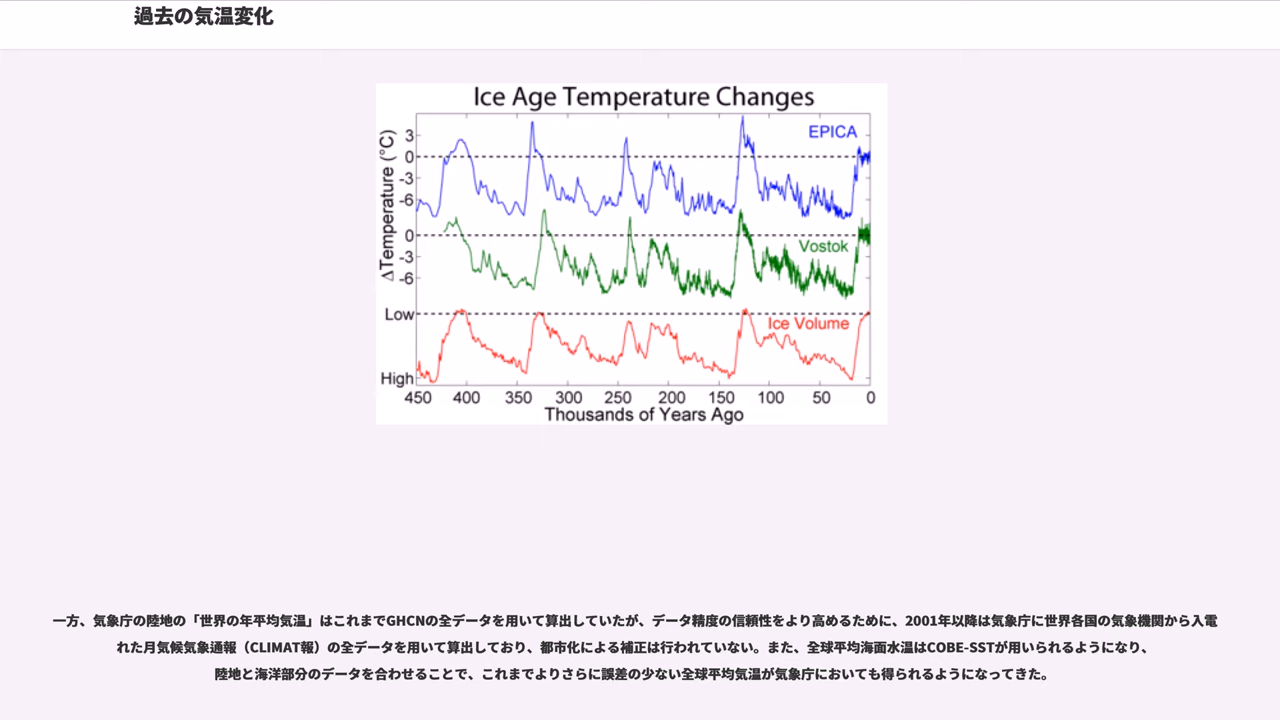 過去の気温変化
Ice Age Temperature Changes
ΔTemperature (°C)
3
0
-3
-6
EPICA
0
-3
-6
Vostok
Low
High
Ice Volume
450 400 350 300 250 200 150 100 50 0
Thousands of Years Ago
一方、気象庁の陸地の「世界の年平均気温」はこれまでGHCNの全データを用いて算出していたが、データ精度の信頼性をより高めるために、2001年以降は気象庁に世界各国の気象機関から入電
れた月気候気象通報（CLIMAT報）の全データを用いて算出しており、都市化による補正は行われていない。また、全球平均海面水温はCOBE-SSTが用いられるようになり、
陸地と海洋部分のデータを合わせることで、これまでよりさらに誤差の少ない全球平均気温が気象庁においても得られるようになってきた。